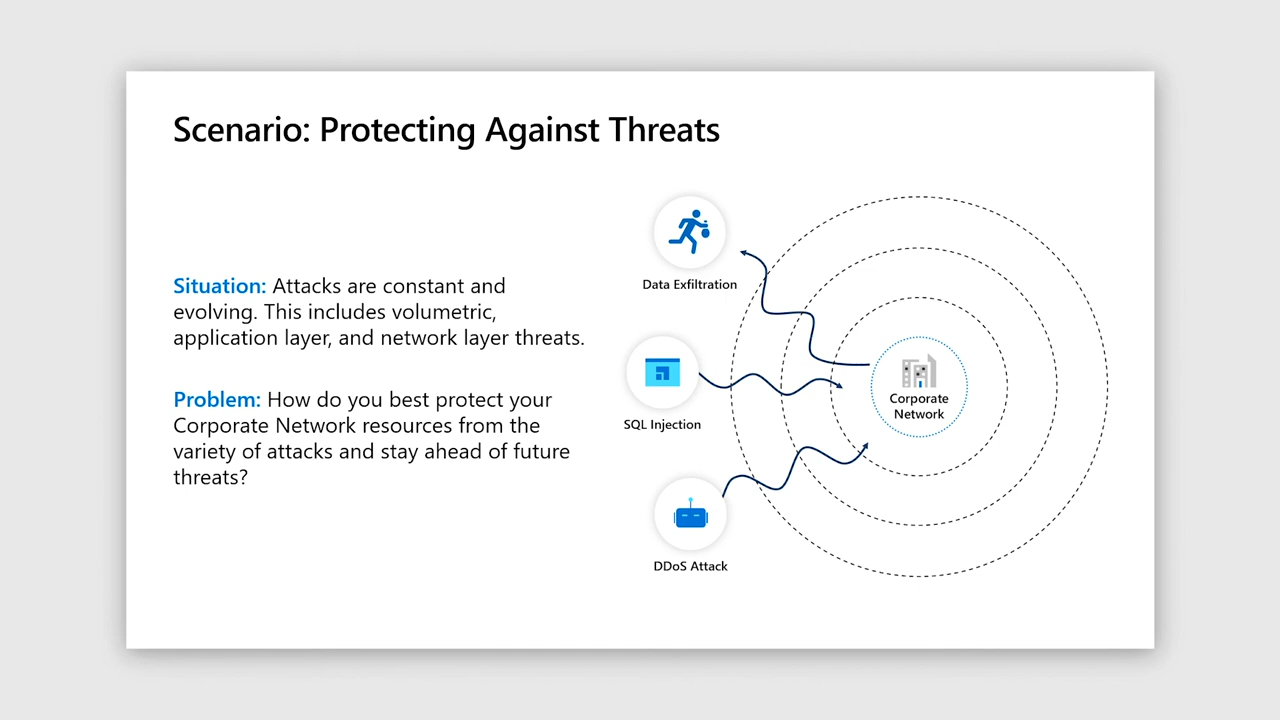 Scenario: Protecting Against Threats
Situation: Attacks are constant and
evolving. This includes volumetric,
application layer, and network layer threats.
Problem: How do you best protect your
Corporate Network resources from the
variety of attacks and stay ahead of future
threats?
Data Exfiltration
SQL Injection
DDoS Attack
Corporate
Network